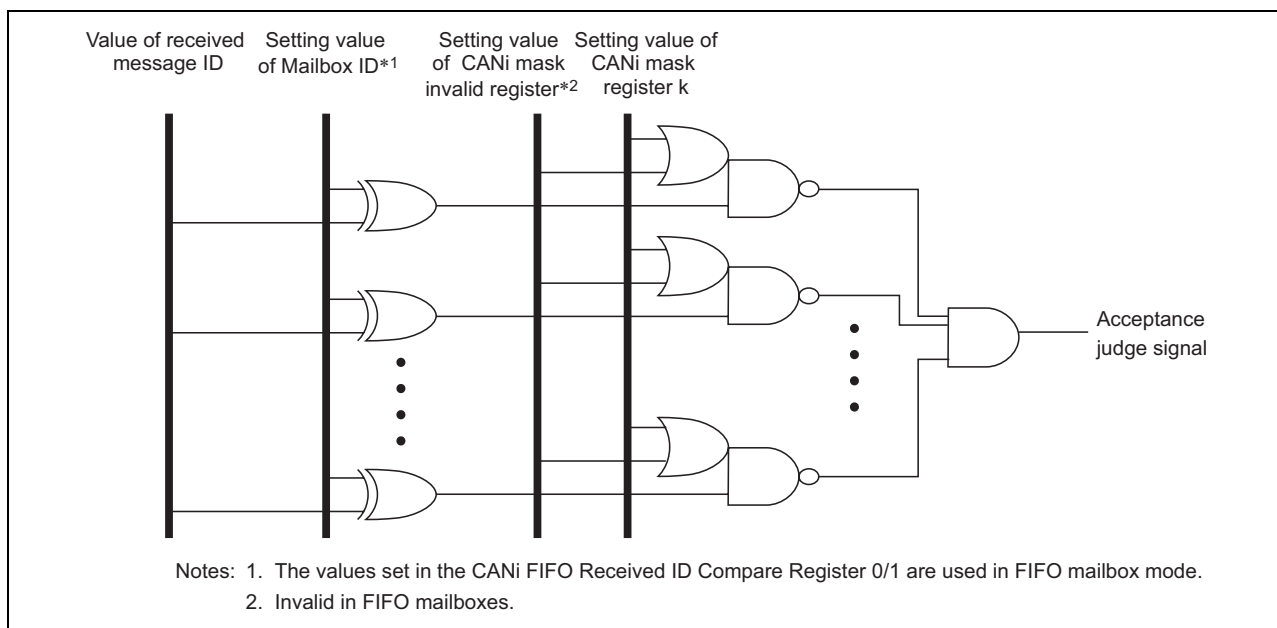 Value of received
message ID
Setting value
of Mailbox ID*1
Setting value
of CANi mask
invalid register*2
Setting value of
CANi mask
register k
Acceptance
judge signal
Notes: 1. The values set in the CANi FIFO Received ID Compare Register 0/1 are used in FIFO mailbox mode.
2. Invalid in FIFO mailboxes.